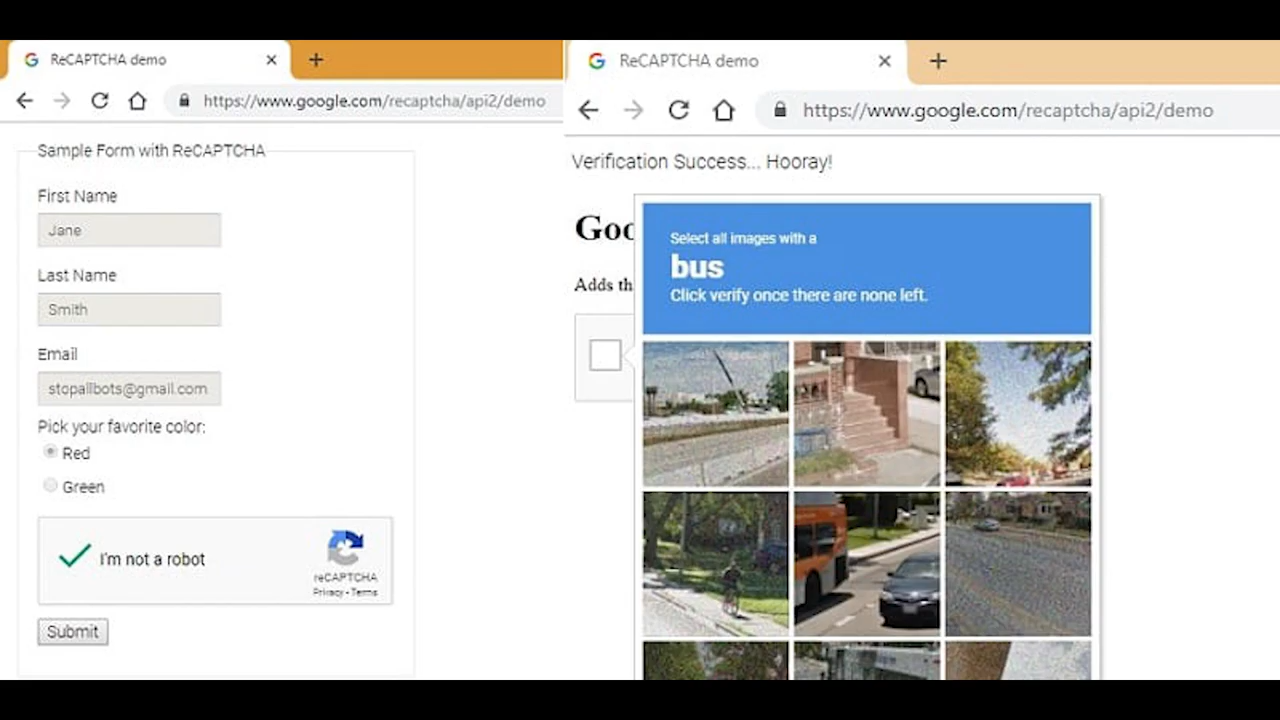 ReCAPTCHA demo
https://www.google.com/recaptcha/api2/demo
Sample Form with ReCAPTCHA
First Name
Jane
Last Name
Smith
Email
stopallbots@gmail.com
Pick your favorite color:
Red
Green
I'm not a robot
reCAPTCHA
Privacy - Terms
Submit
ReCAPTCHA demo
https://www.google.com/recaptcha/api2/demo
Verification Success... Hooray!
Goo
Adds th
Select all images with a
bus
Click verify once there are none left.